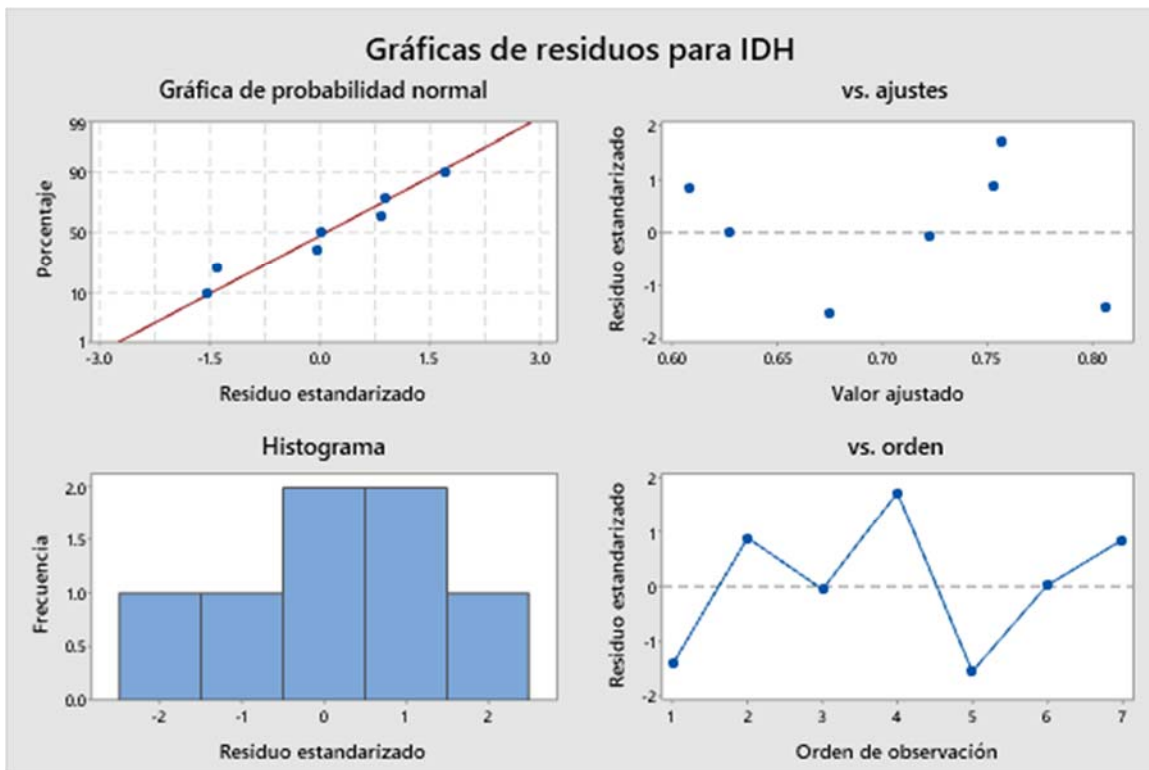 Gráficas de residuos para IDH
Gráfica de probabilidad normal
99
90
50
10
1
Porcentaje
-3.0 -1.5 0.0 1.5 3.0
Residuo estandarizado
vs. ajustes
2
1
0
-1
-2
Residuo estandarizado
0.60 0.65 0.70 0.75 0.80
Valor ajustado
Histograma
2.0
1.5
1.0
0.5
0.0
Frecuencia
-2 -1 0 1 2
Residuo estandarizado
vs. orden
2
1
0
-1
-2
Residuo estandarizado
1 2 3 4 5 6 7
Orden de observación